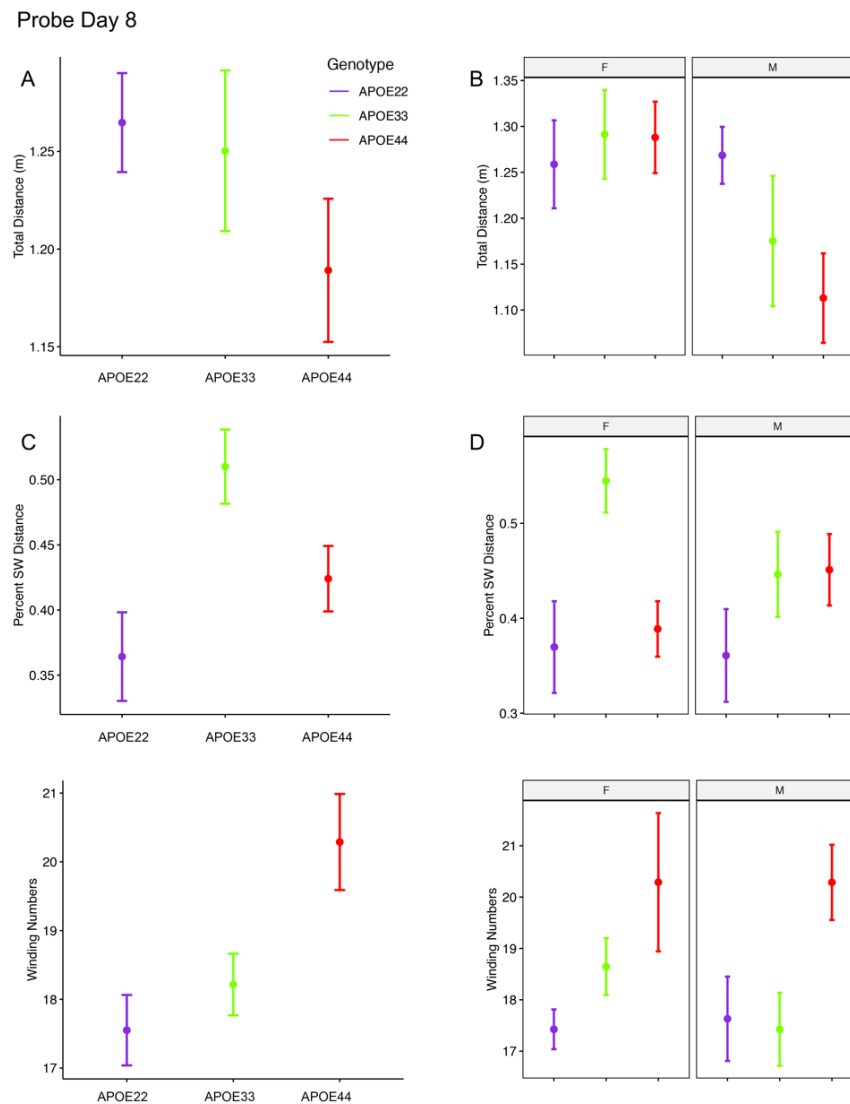 Probe Day 8
A
Genotype
APOE22
APOE33
APOE44
1.25
1.20
1.15
Total Distance (m)
APOE22 APOE33 APOE44
B
F M
1.35
1.30
1.25
1.20
1.15
1.10
Total Distance (m)
C
0.50
0.45
0.40
0.35
Percent SW Distance
APOE22 APOE33 APOE44
D
F M
0.5
0.4
0.3
Percent SW Distance
21
20
19
18
17
Winding Numbers
APOE22 APOE33 APOE44
F M
21
20
19
18
17
Winding Numbers